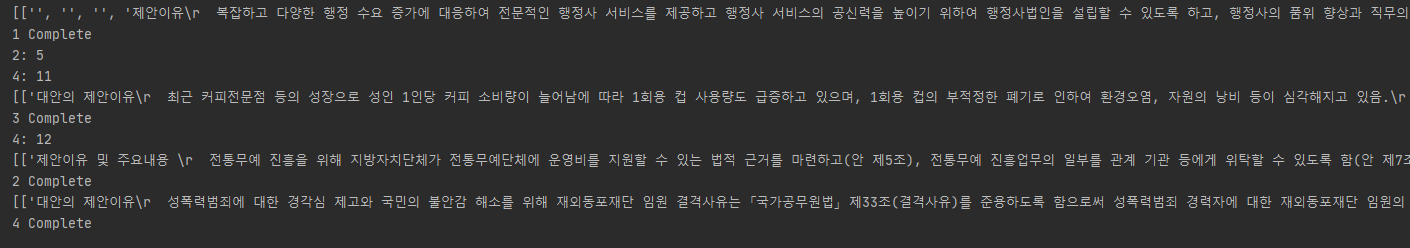 [['', '', '', '제안이유\r  복잡하고 다양한 행정 수요 증가에 대응하여 전문적인 행정사 서비스를 제공하고 행정사 서비스의 공신력을 높이기 위하여 행정사법인을 설립할 수 있도록 하고, 행정사의 품위 향상과 직무의
1 Complete
2: 5
4: 11
[['대안의 제안이유\r  최근 커피전문점 등의 성장으로 성인 1인당 커피 소비량이 늘어남에 따라 1회용 컵 사용량도 급증하고 있으며, 1회용 컵의 부적정한 폐기로 인하여 환경오염, 자원의 낭비 등이 심각해지고 있음.\r
3 Complete
4: 12
[['제안이유 및 주요내용 \r  전통무예 진흥을 위해 지방자치단체가 전통무예단체에 운영비를 지원할 수 있는 법적 근거를 마련하고(안 제5조), 전통무예 진흥업무의 일부를 관계 기관 등에게 위탁할 수 있도록 함(안 제7조
2 Complete
[['대안의 제안이유\r  성폭력범죄에 대한 경각심 제고와 국민의 불안감 해소를 위해 재외동포재단 임원 결격사유는「국가공무원법」제33조(결격사유)를 준용하도록 함으로써 성폭력범죄 경력자에 대한 재외동포재단 임원의
4 Complete